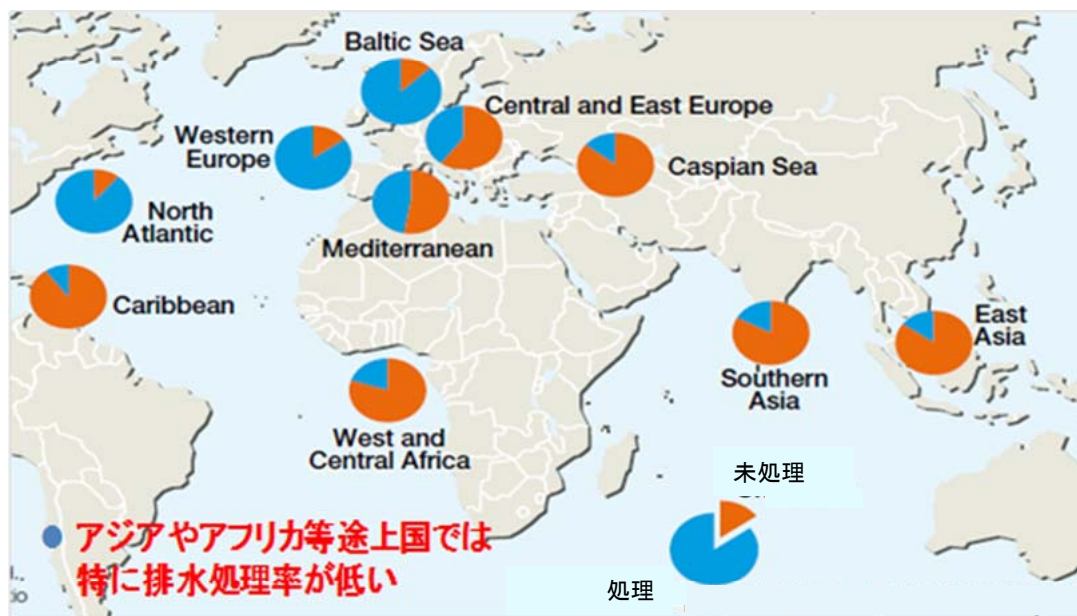 Baltic Sea
Central and East Europe
Western
Europe
Caspian Sea
North
Atlantic
Mediterranean
Caribbean
East
Asia
Southern
Asia
West and
Central Africa
未処理
● アジアやアフリカ等途上国では
特に排水処理率が低い
処理